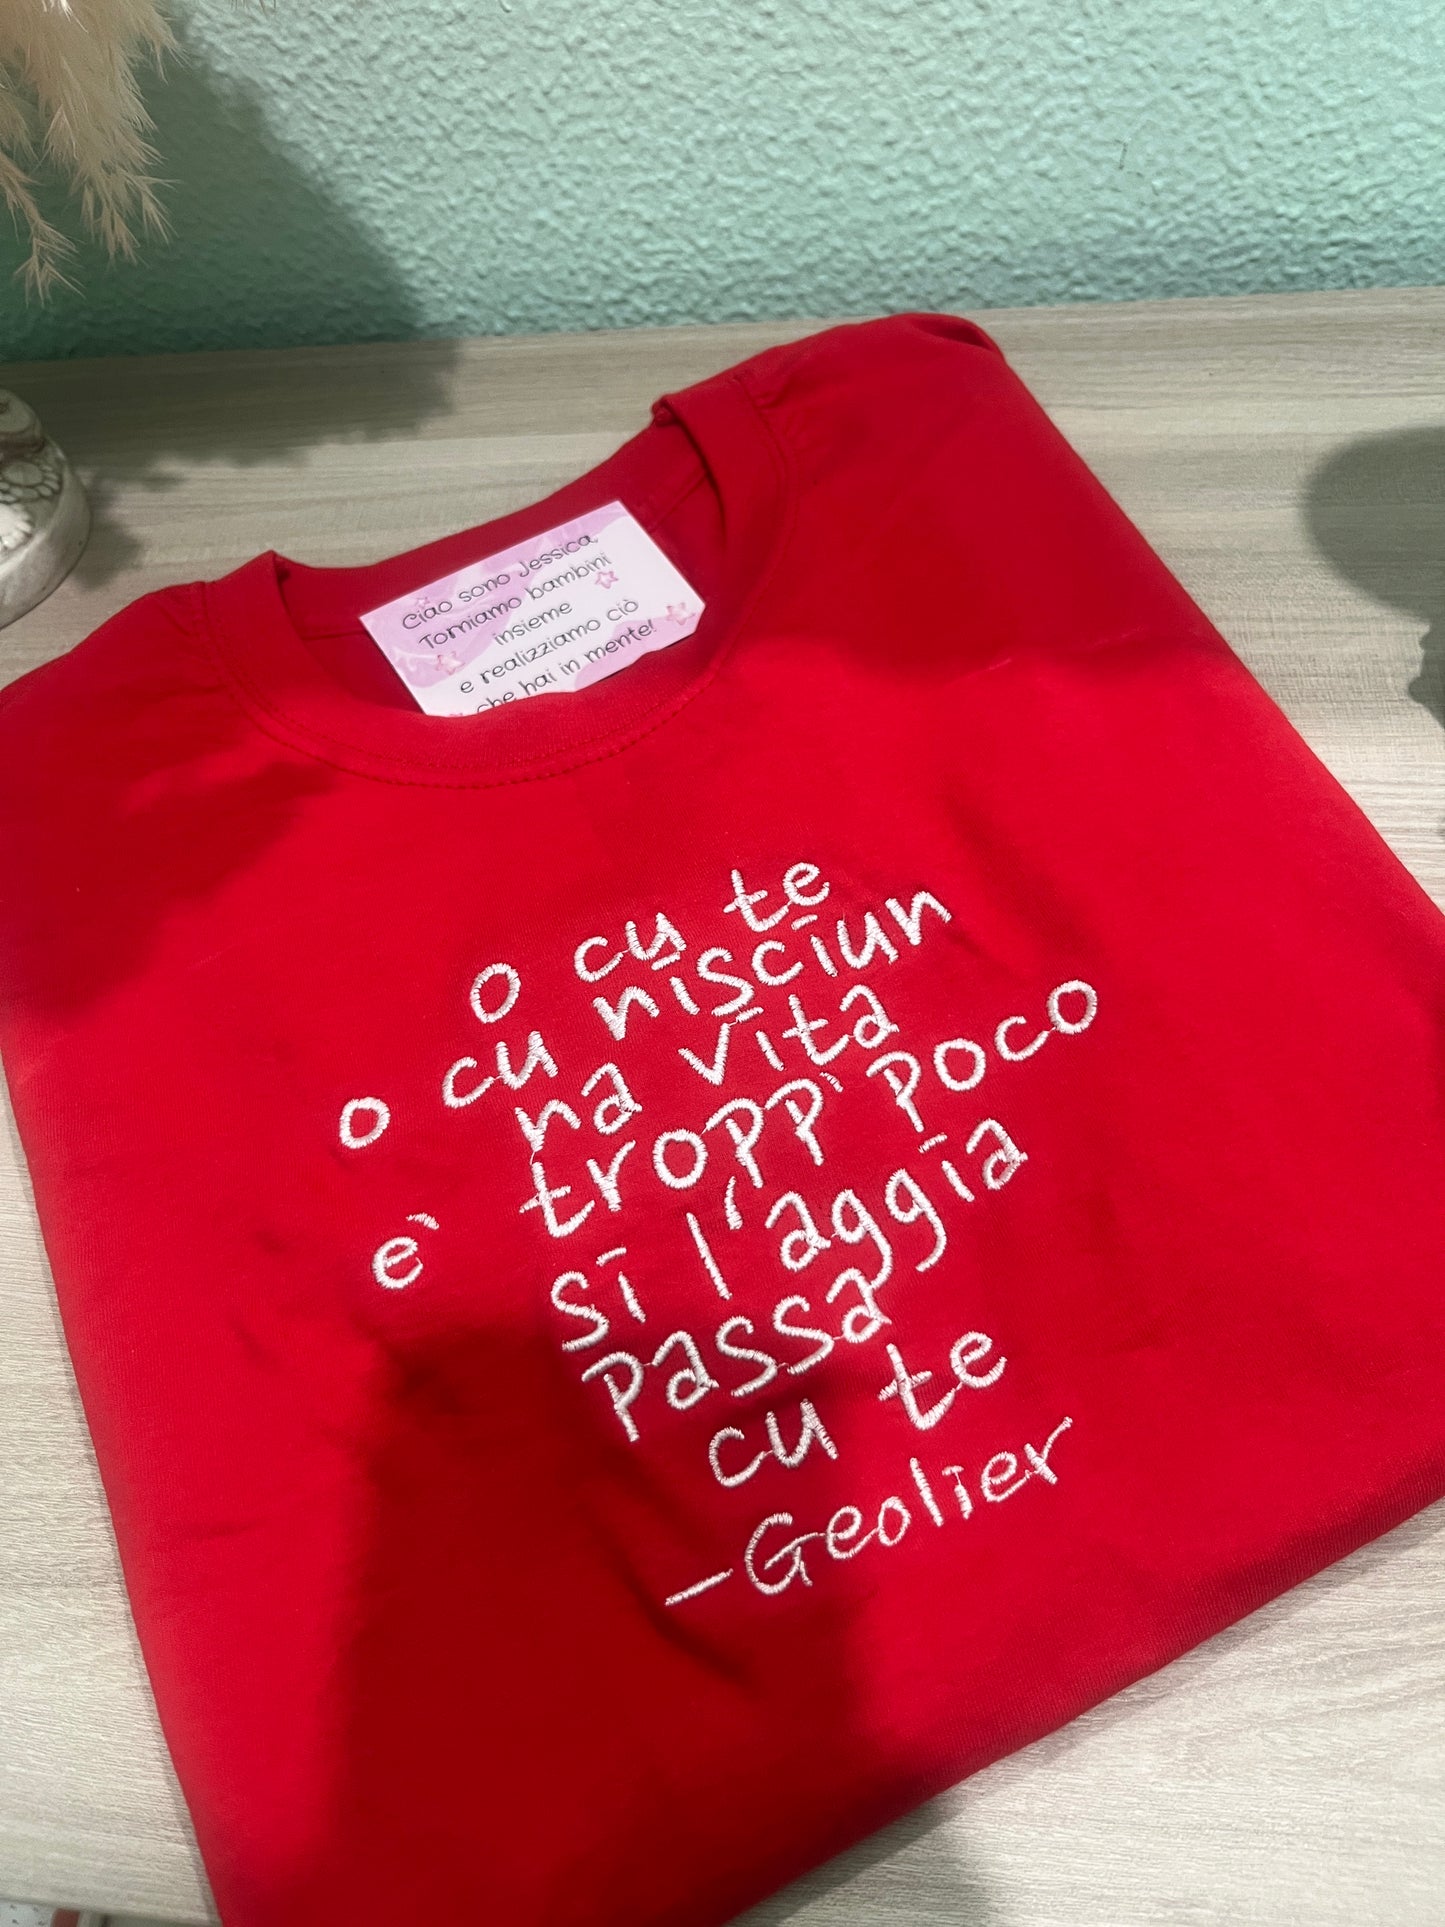 Ciao sono Jessica,
Torniamo bambini
insieme
e realizziamo ciò
che hai in mente!
o cu te
o cu nisciun
na vita
e` tropp` poco
si l'aggia
passa
cu te
-Geolier